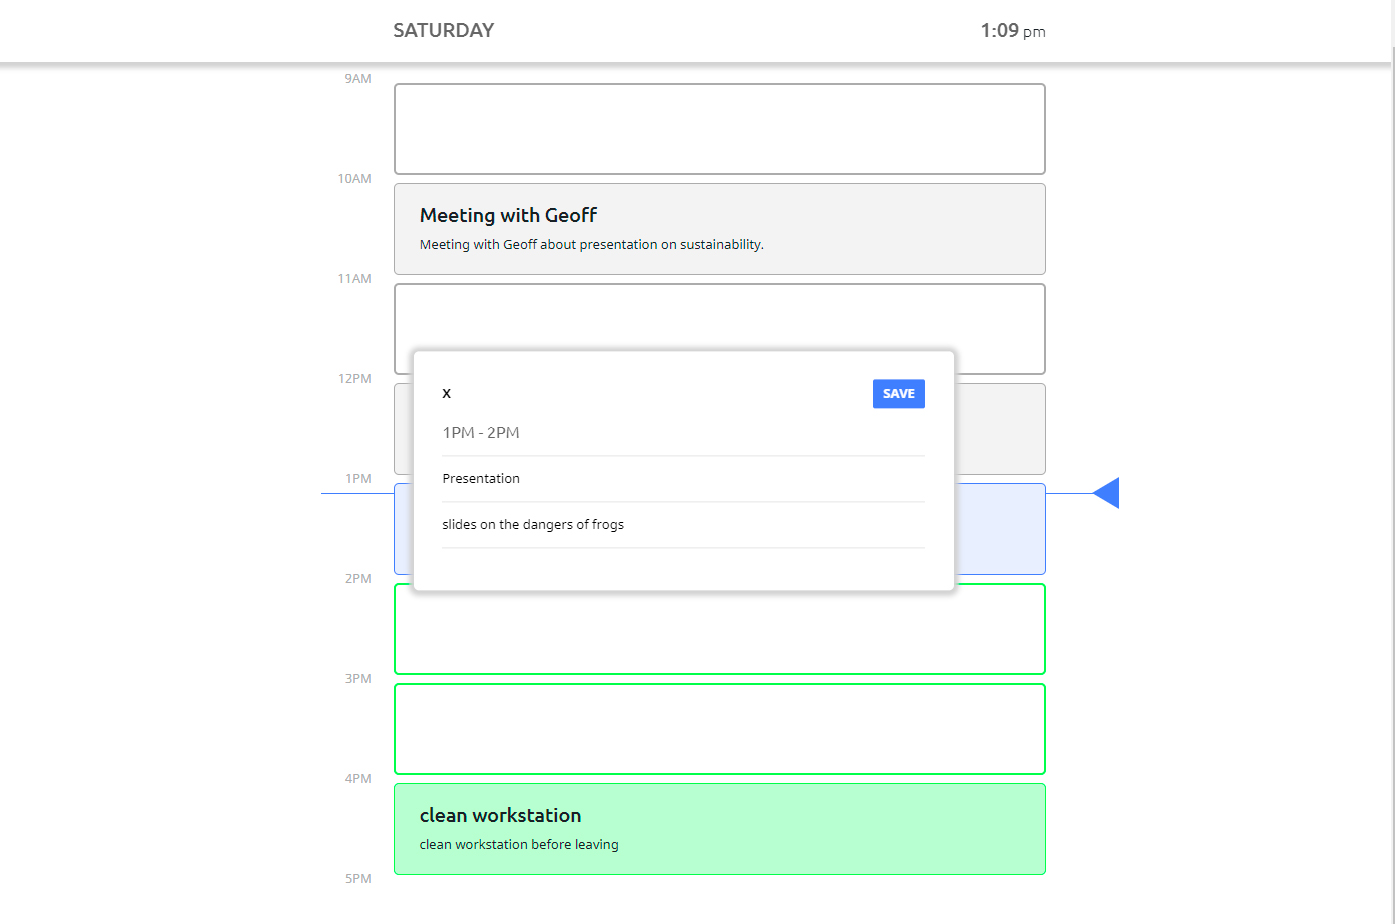 SATURDAY 1:09 pm
9AM
10AM
Meeting with Geoff
Meeting with Geoff about presentation on sustainability.
11AM
12PM
x SAVE
1PM - 2PM
1PM
Presentation
slides on the dangers of frogs
2PM
3PM
4PM
clean workstation
clean workstation before leaving
5PM